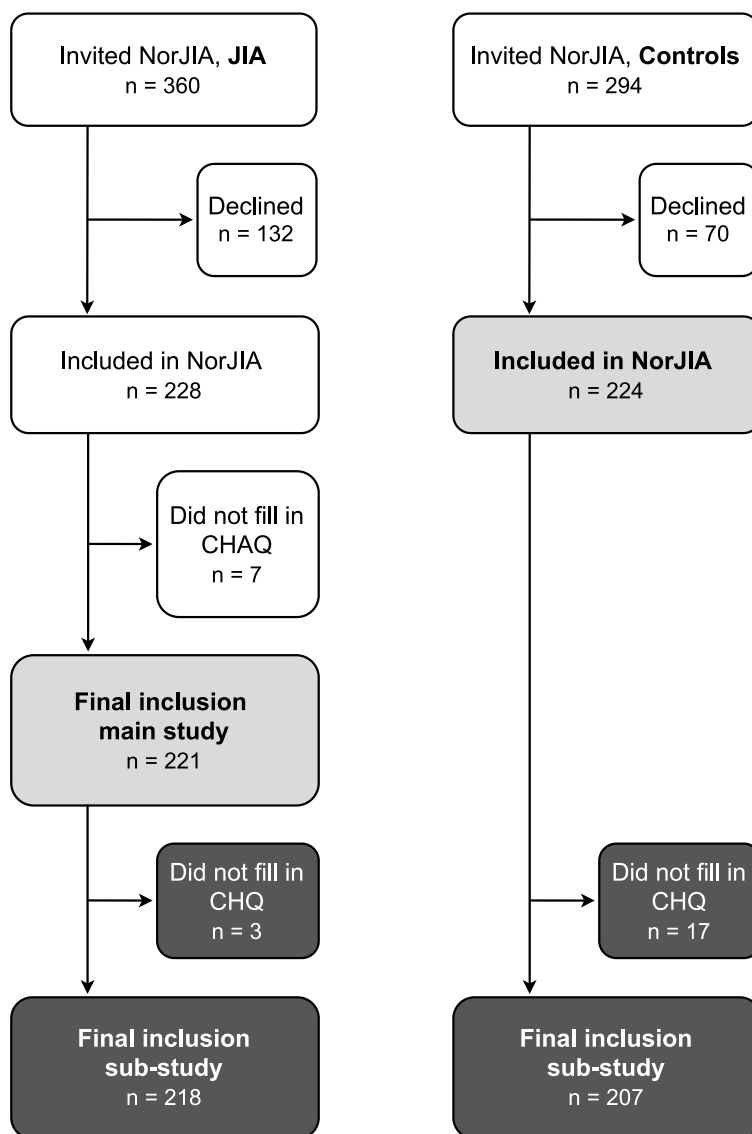 Invited NorJIA, JIA
n = 360
Declined
n = 132
Included in NorJIA
n = 228
Did not fill in
CHAQ
n = 7
Final inclusion
main study
n = 221
Did not fill in
CHQ
n = 3
Final inclusion
sub-study
n = 218
Invited NorJIA, Controls
n = 294
Declined
n = 70
Included in NorJIA
n = 224
Did not fill in
CHQ
n = 17
Final inclusion
sub-study
n = 207